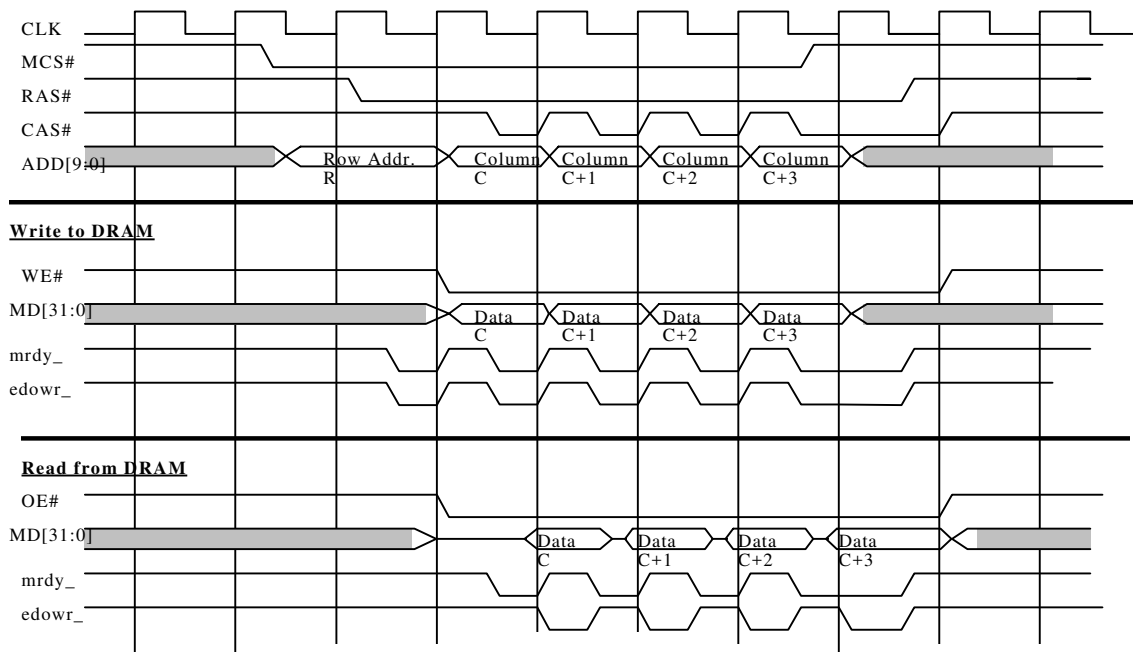 CLK
MCS#
RAS#
CAS#
ADD[9:0]
Row Addr. Column Column Column Column
R C C+1 C+2 C+3
Write to DRAM
WE#
MD[31:0]
Data Data Data Data
C C+1 C+2 C+3
mrdy_
edowr_
Read from DRAM
OE#
MD[31:0]
Data Data Data Data
C C+1 C+2 C+3
mrdy_
edowr_